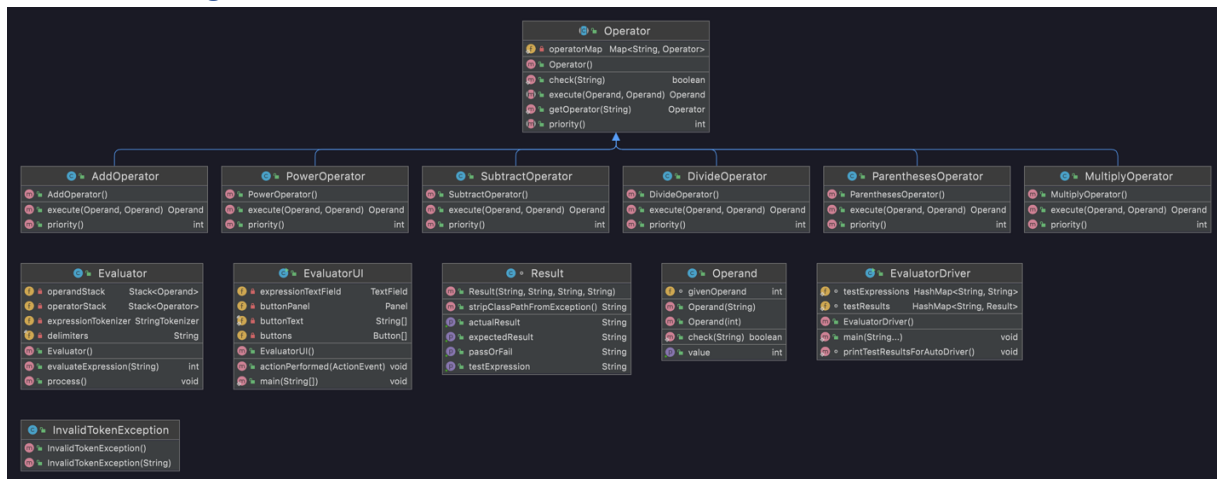 Operator
operatorMap Map<String, Operator>
Operator()
check(String) boolean
execute(Operand, Operand) Operand
getOperator(String) Operator
priority() int
AddOperator
AddOperator()
execute(Operand, Operand) Operand
priority() int
PowerOperator
PowerOperator()
execute(Operand, Operand) Operand
priority() int
SubtractOperator
SubtractOperator()
execute(Operand, Operand) Operand
priority() int
DivideOperator
DivideOperator()
execute(Operand, Operand) Operand
priority() int
ParenthesesOperator
ParenthesesOperator()
execute(Operand, Operand) Operand
priority() int
MultiplyOperator
MultiplyOperator()
execute(Operand, Operand) Operand
priority() int
Evaluator
operandStack Stack<Operand>
operatorStack Stack<Operator>
expressionTokenizer StringTokenizer
delimiters String
Evaluator()
evaluateExpression(String) int
process() void
EvaluatorUI
expressionTextField TextField
buttonPanel Panel
buttonText String[]
buttons Button[]
EvaluatorUI()
actionPerformed(ActionEvent) void
main(String[]) void
Result
Result(String, String, String, String)
stripClassPathFromException() String
actualResult String
expectedResult String
passOrFail String
testExpression String
Operand
givenOperand int
Operand(String)
Operand(int)
check(String) boolean
value int
EvaluatorDriver
testExpressions HashMap<String, String>
testResults HashMap<String, Result>
EvaluatorDriver()
main(String...) void
printTestResultsForAutoDriver() void
InvalidTokenException
InvalidTokenException()
InvalidTokenException(String)